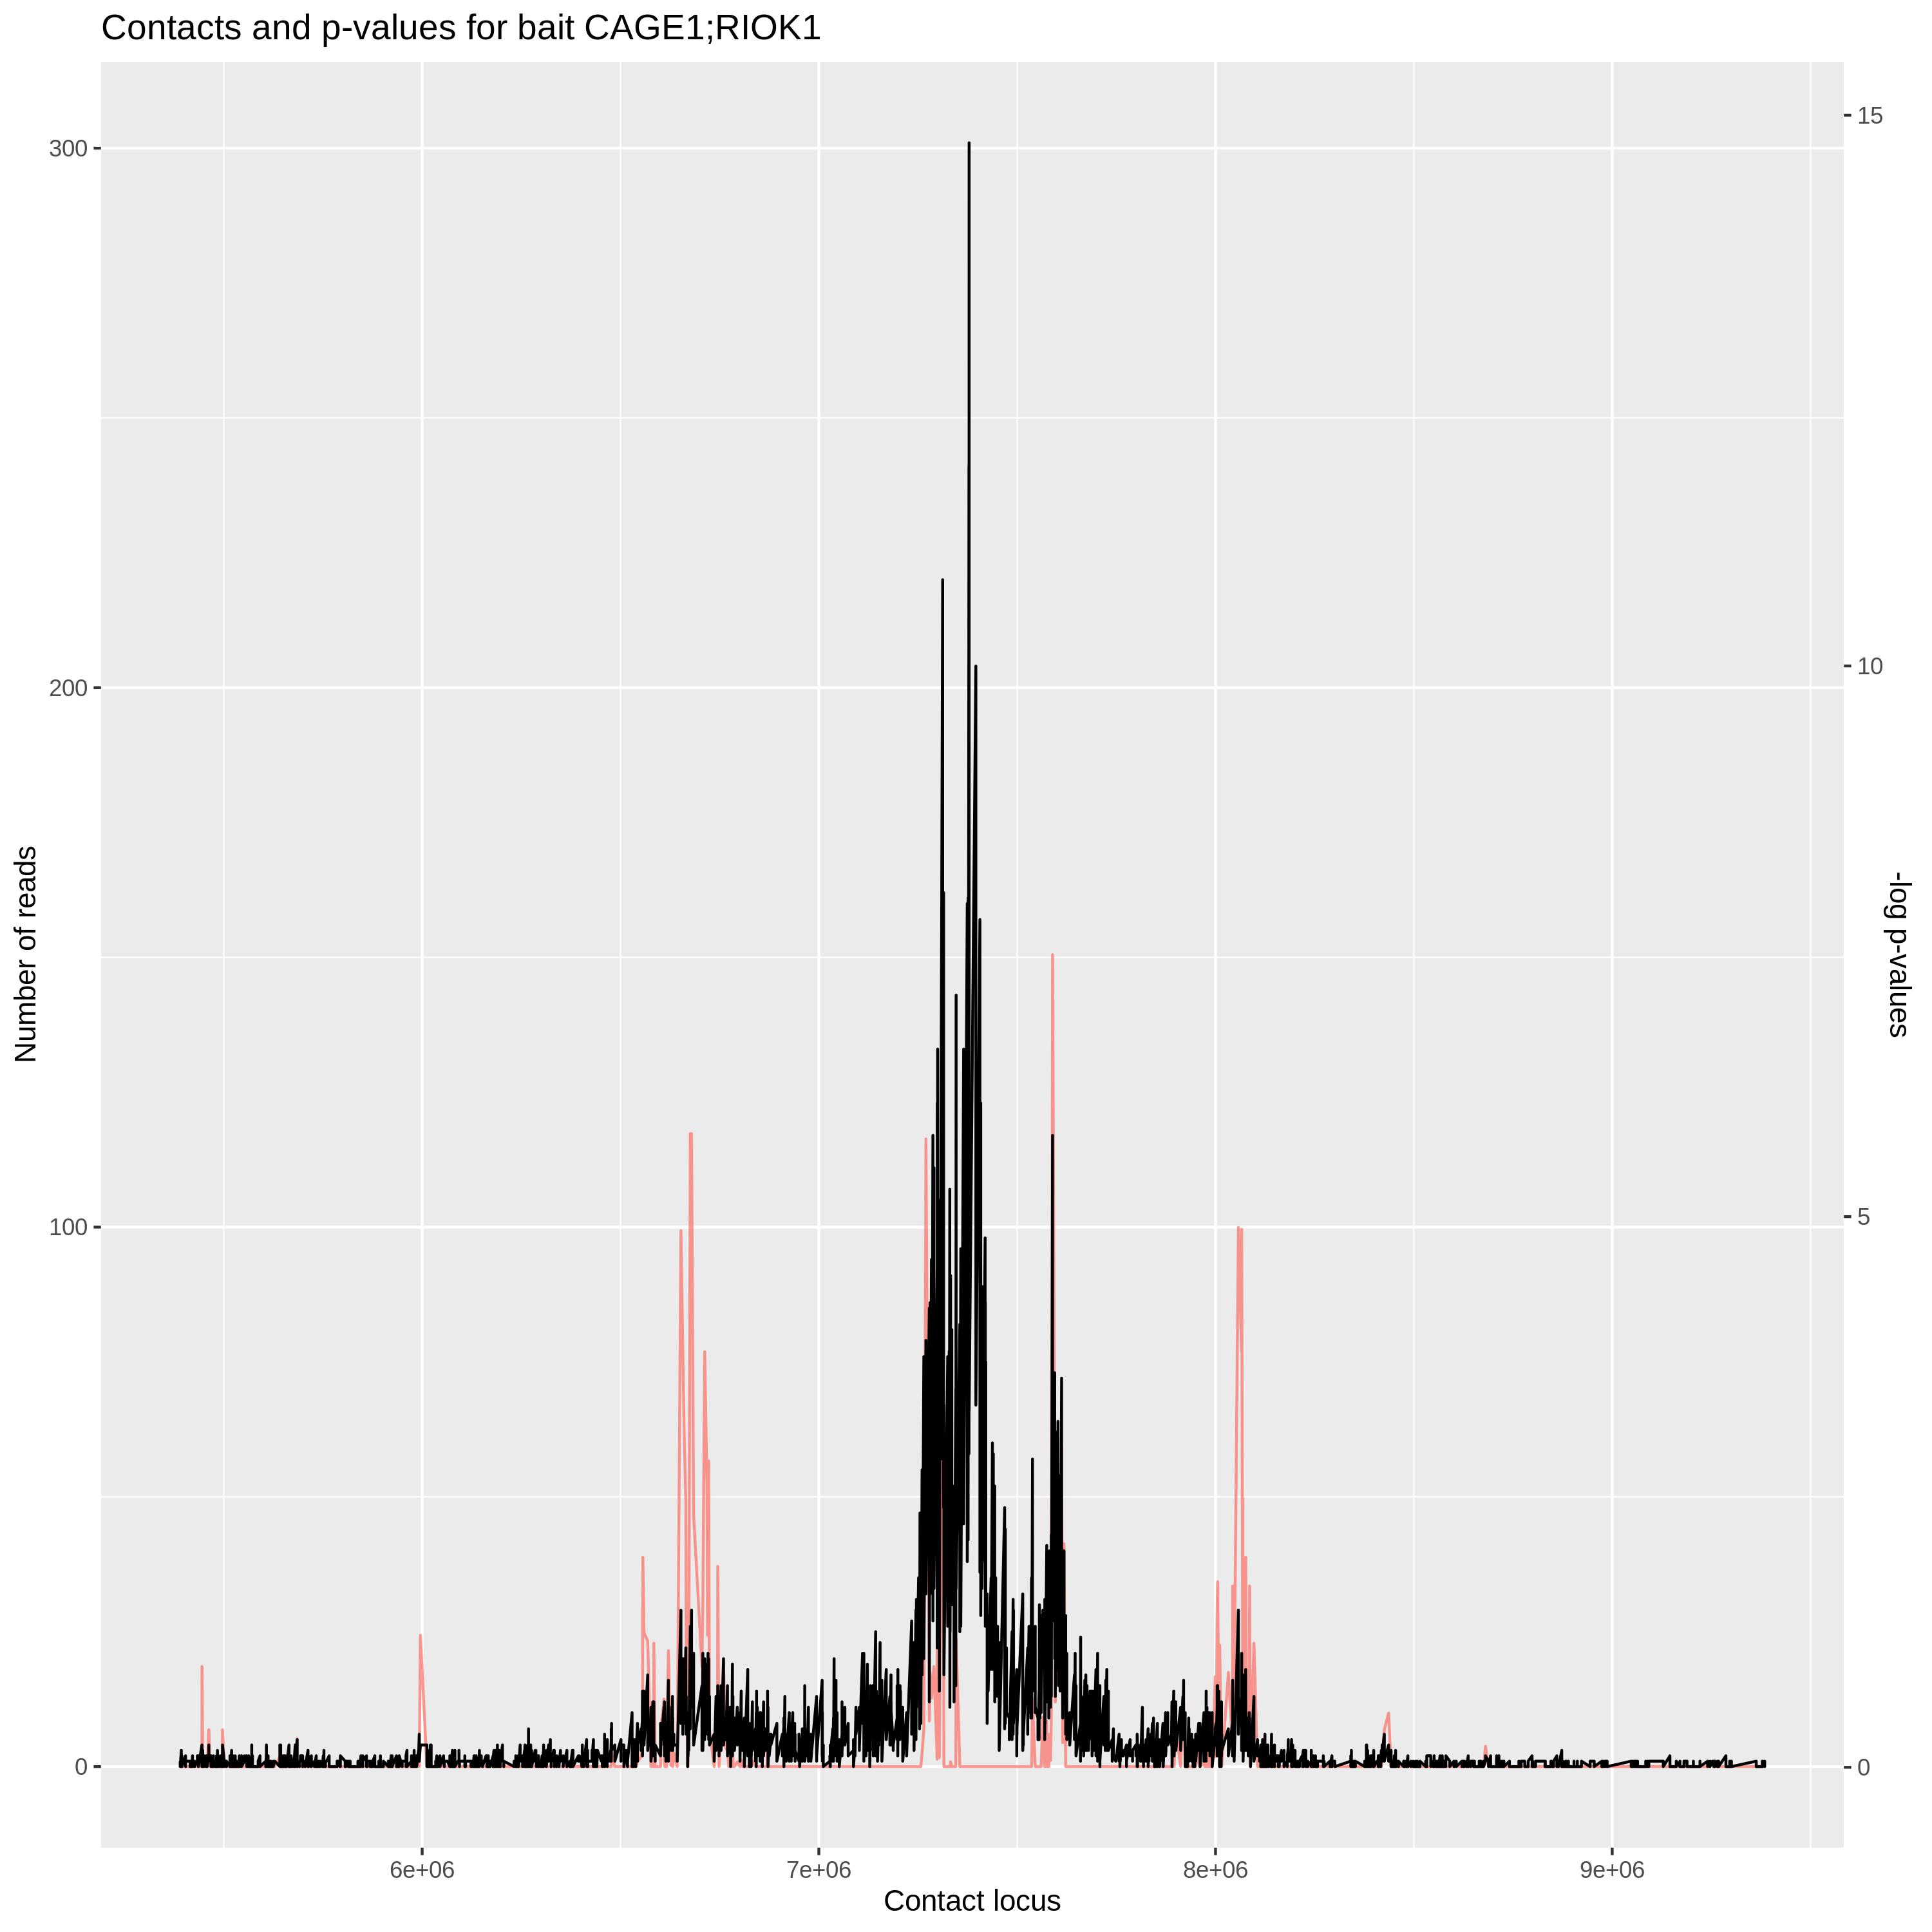 Contacts and p-values for bait CAGE1;RIOK1
Number of reads
300
200
100
0
15
10
5
0
-log p-values
6e+06
7e+06
8e+06
9e+06
Contact locus